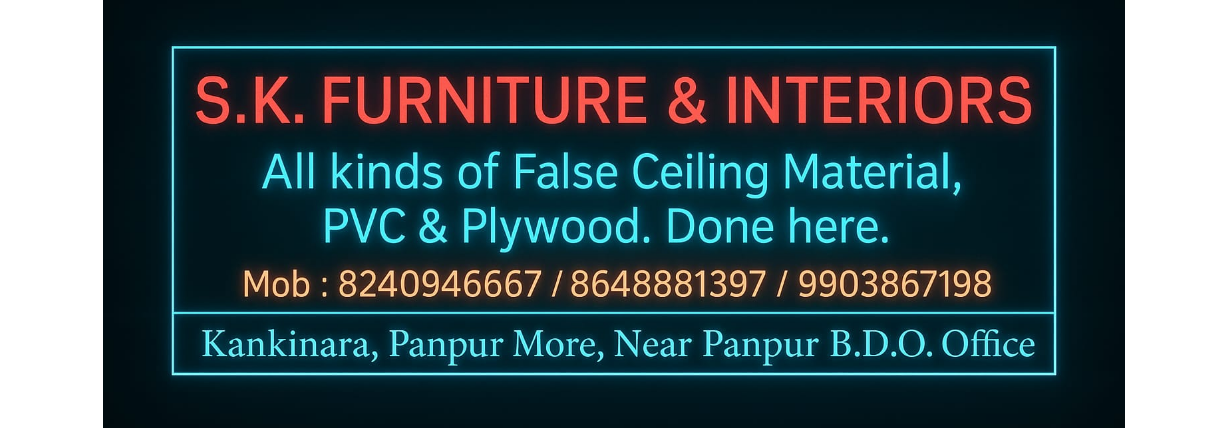 S.K. FURNITURE & INTERIORS
All kinds of False Ceiling Material,
PVC & Plywood. Done here.
Mob : 8240946667 / 8648881397 / 9903867198
Kankinara, Panpur More, Near Panpur B.D.O. Office